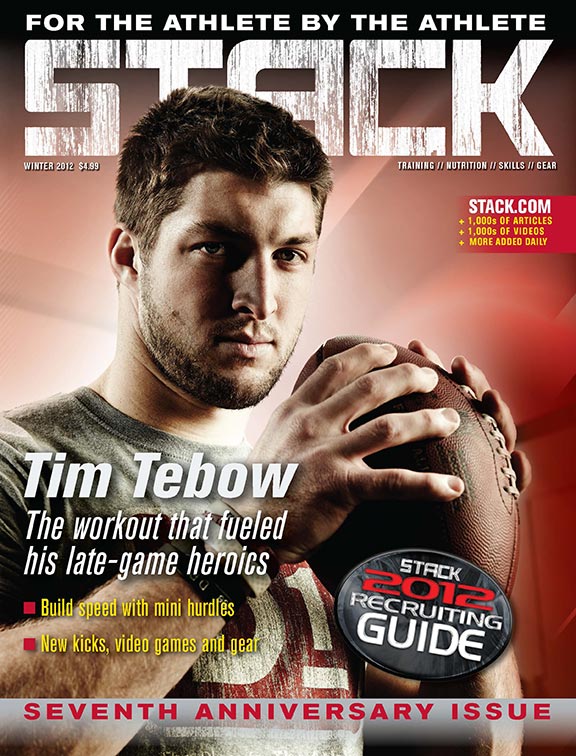 FOR THE ATHLETE BY THE ATHLETE
STACK
WINTER 2012 $4.99
TRAINING // NUTRITION // SKILLS // GEAR
STACK.COM
+ 1,000s OF ARTICLES
+ 1,000s OF VIDEOS
+ MORE ADDED DAILY
Tim Tebow
The workout that fueled
his late-game heroics
Build speed with mini hurdles
New kicks, video games and gear
STACK
2012
RECRUITING
GUIDE
SEVENTH ANNIVERSARY ISSUE